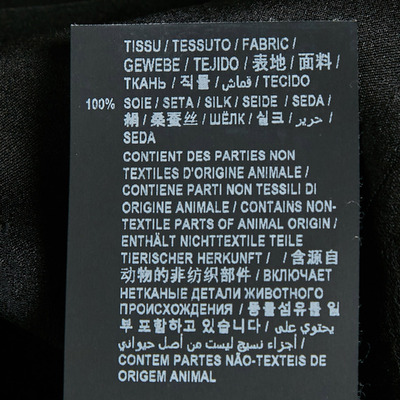 TISSU / TESSUTO / FABRIC /
GEWEBE / TEJIDO / 表地 / 面料 /
ТКАНЬ / 직물 / قماش / TECIDO
100% SOIE / SETA / SILK / SEIDE / SEDA /
絹 / 桑蚕丝 / ШЁЛК / 실크 / حرير /
SEDA
CONTIENT DES PARTIES NON
TEXTILES D'ORIGINE ANIMALE /
CONTIENE PARTI NON TESSILI DI
ORIGINE ANIMALE / CONTAINS NON-
TEXTILE PARTS OF ANIMAL ORIGIN /
ENTHÄLT NICHTTEXTILE TEILE
TIERISCHER HERKUNFT / / 含源自
动物的非纺织部件 / ВКЛЮЧАЕТ
НЕТКАНЫЕ ДЕТАЛИ ЖИВОТНОГО
ПРОИСХОЖДЕНИЯ / 동물섬유를 일
부 포함하고 있습니다 / يحتوي على
أجزاء نسيج ليست من أصل حيواني /
CONTEM PARTES NÃO-TEXTEIS DE
ORIGEM ANIMAL